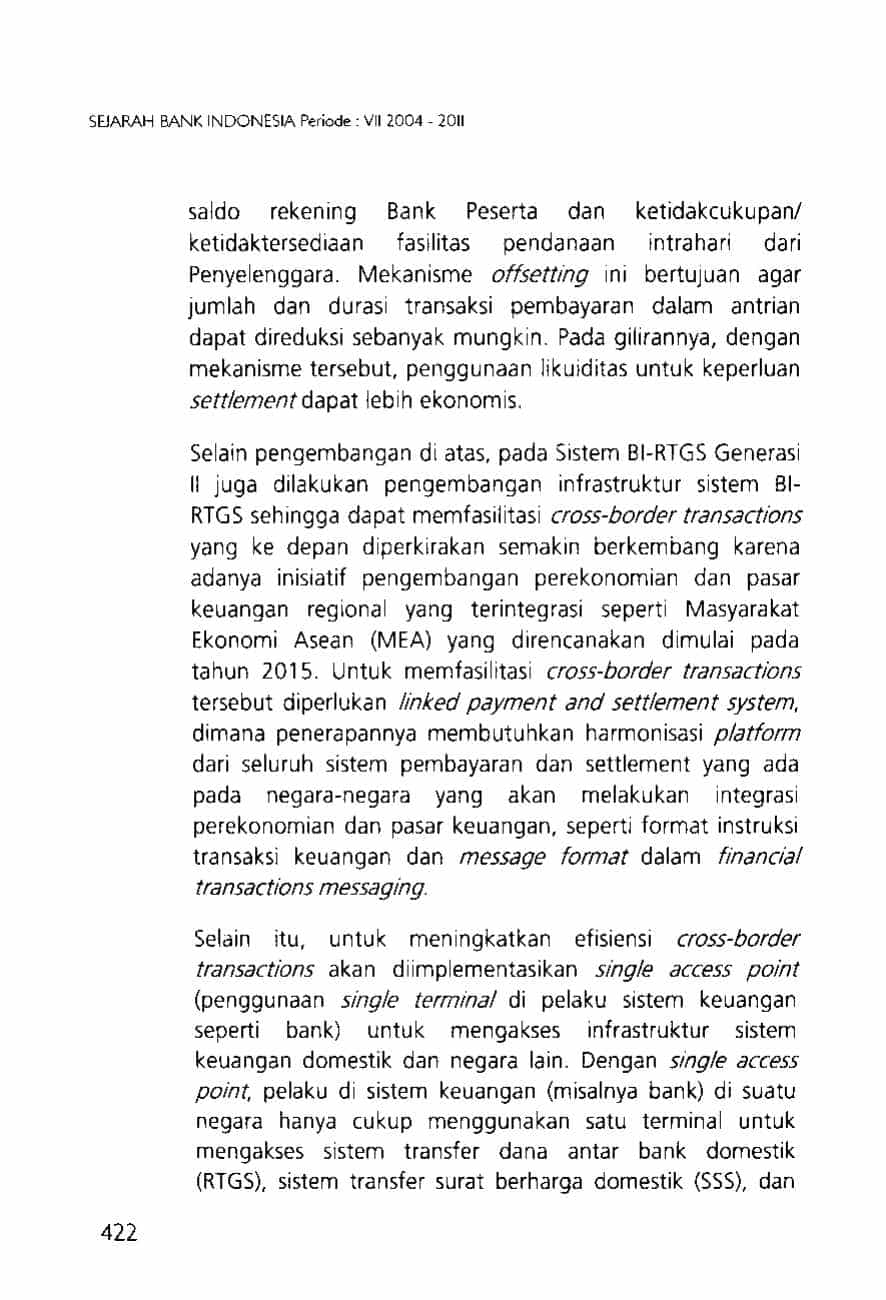 SEJARAH BANK INDONESIA Periode : VII 2004 - 2011
saldo rekening Bank Peserta dan ketidakcukupan/
ketidaktersediaan fasilitas pendanaan intrahari dari
Penyelenggara. Mekanisme offsetting ini bertujuan agar
jumlah dan durasi transaksi pembayaran dalam antrian
dapat direduksi sebanyak mungkin. Pada gilirannya, dengan
mekanisme tersebut, penggunaan likuiditas untuk keperluan
settlement dapat lebih ekonomis.
Selain pengembangan di atas, pada Sistem BI-RTGS Generasi
II juga dilakukan pengembangan infrastruktur sistem BI-
RTGS sehingga dapat memfasilitasi cross-border transactions
yang ke depan diperkirakan semakin berkembang karena
adanya inisiatif pengembangan perekonomian dan pasar
keuangan regional yang terintegrasi seperti Masyarakat
Ekonomi Asean (MEA) yang direncanakan dimulai pada
tahun 2015. Untuk memfasilitasi cross-border transactions
tersebut diperlukan linked payment and settlement system,
dimana penerapannya membutuhkan harmonisasi platform
dari seluruh sistem pembayaran dan settlement yang ada
pada negara-negara yang akan melakukan integrasi
perekonomian dan pasar keuangan, seperti format instruksi
transaksi keuangan dan message format dalam financial
transactions messaging.
Selain itu, untuk meningkatkan efisiensi cross-border
transactions akan diimplementasikan single access point
(penggunaan single terminal di pelaku sistem keuangan
seperti bank) untuk mengakses infrastruktur sistem
keuangan domestik dan negara lain. Dengan single access
point, pelaku di sistem keuangan (misalnya bank) di suatu
negara hanya cukup menggunakan satu terminal untuk
mengakses sistem transfer dana antar bank domestik
(RTGS), sistem transfer surat berharga domestik (SSS), dan
422